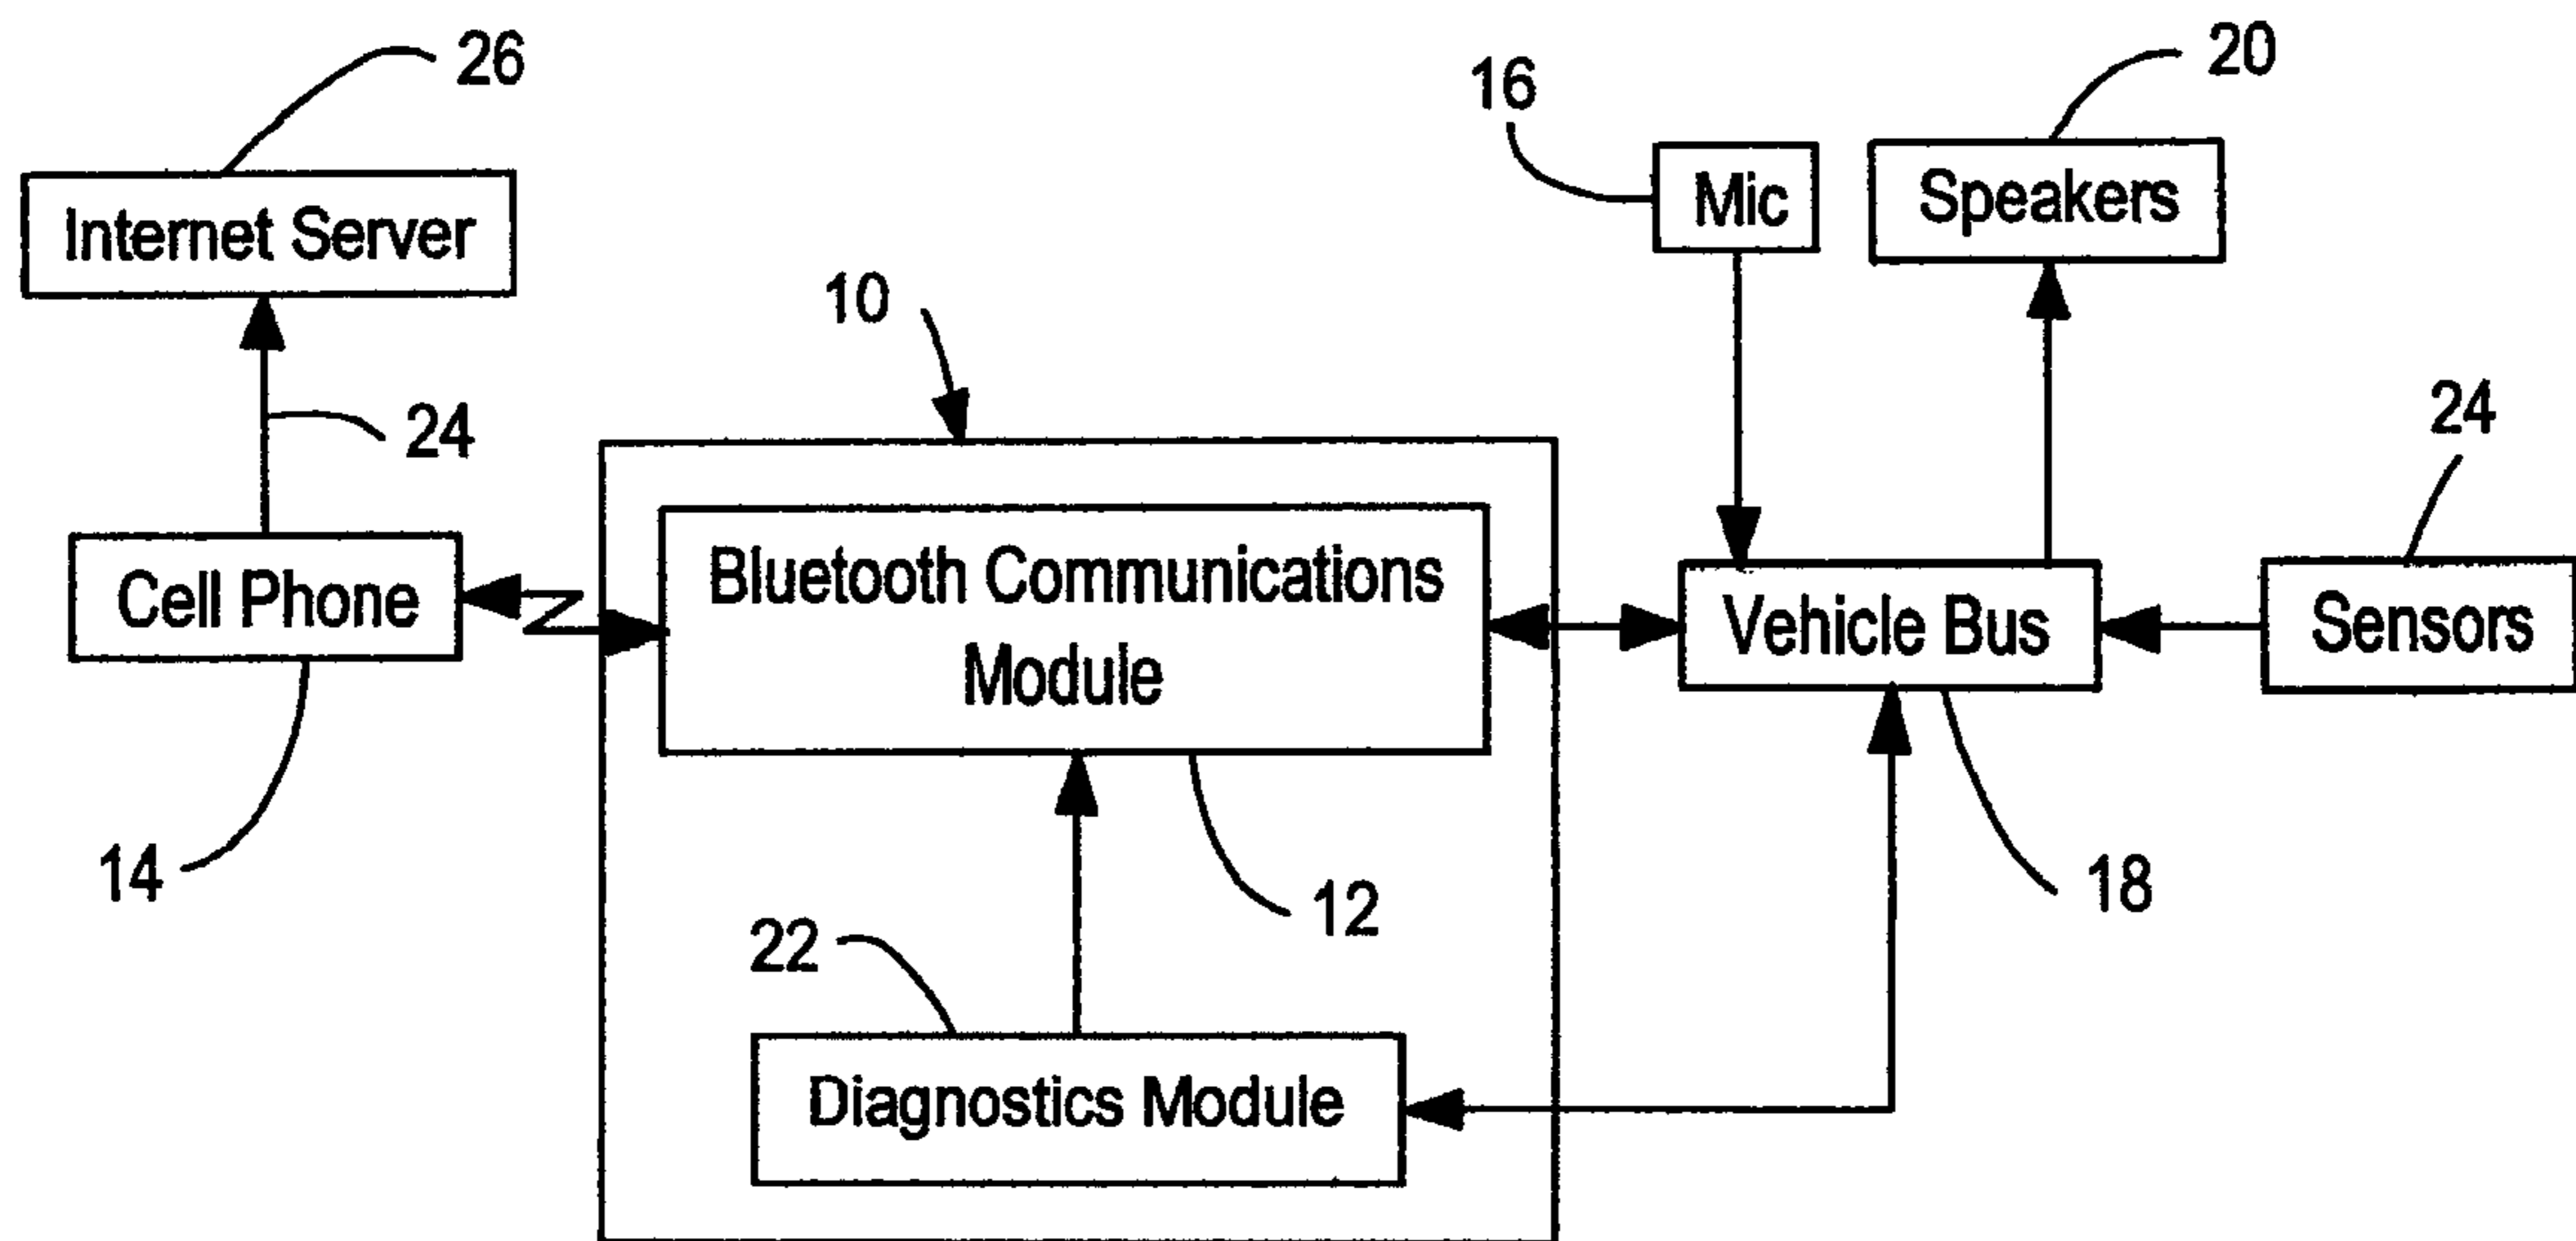 26
20
16
Mic
Speakers
Internet Server
10
24
24
Bluetooth Communications
Module
Cell Phone
Vehicle Bus
Sensors
14
12
18
22
Diagnostics Module